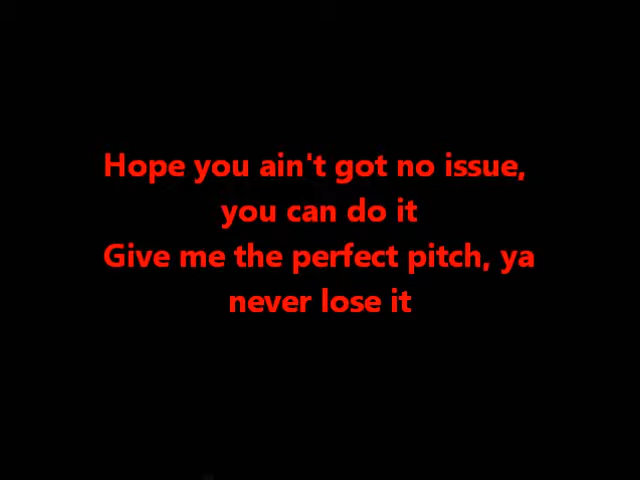 Hope you ain't got no issue,
you can do it
Give me the perfect pitch, ya
never lose it